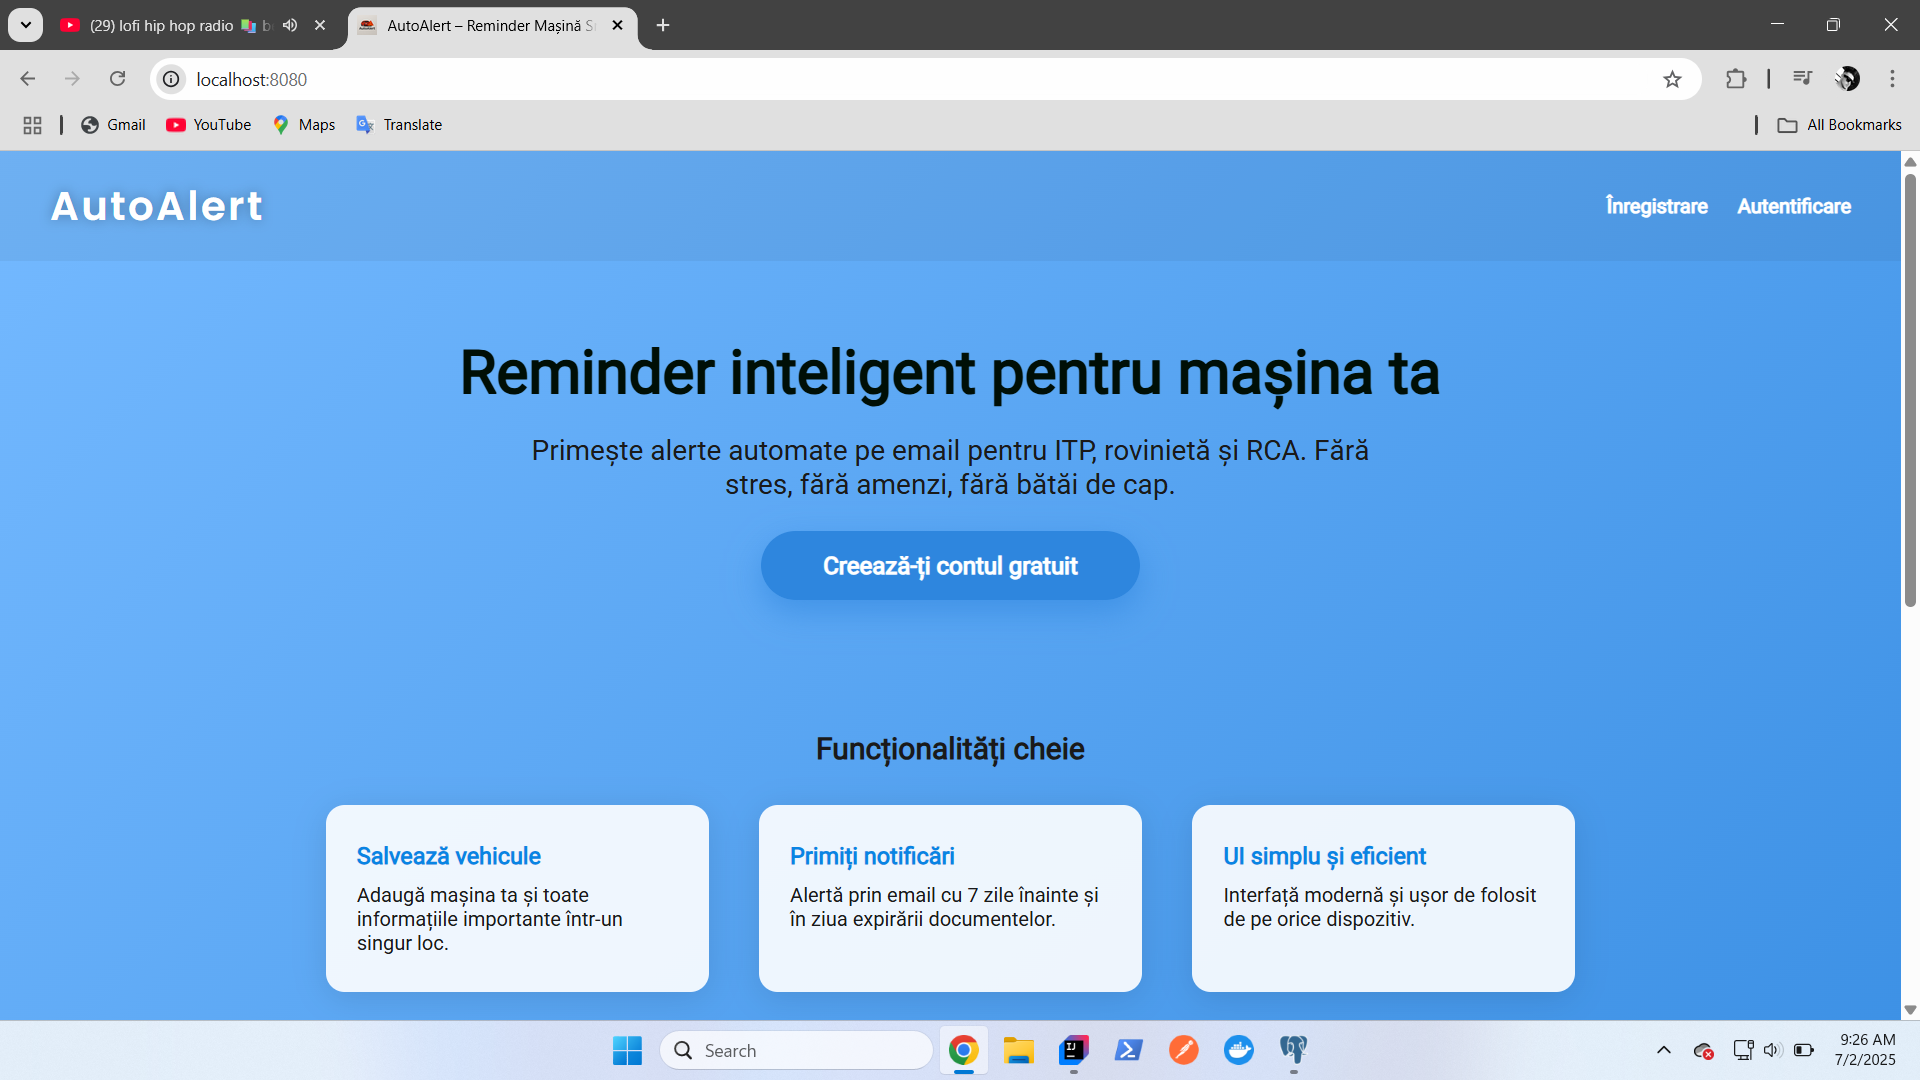 (29) lofi hip hop radio
AutoAlert – Reminder Mașină
localhost:8080
Gmail
YouTube
Maps
Translate
All Bookmarks
AutoAlert
Înregistrare
Autentificare
Reminder inteligent pentru mașina ta
Primește alerte automate pe email pentru ITP, rovinietă și RCA. Fără
stres, fără amenzi, fără bătăi de cap.
Creează-ți contul gratuit
Funcționalități cheie
Salvează vehicule
Adaugă mașina ta și toate
informațiile importante într-un
singur loc.
Primiți notificări
Alertă prin email cu 7 zile înainte și
în ziua expirării documentelor.
UI simplu și eficient
Interfață modernă și ușor de folosit
de pe orice dispozitiv.
Search
9:26 AM
7/2/2025